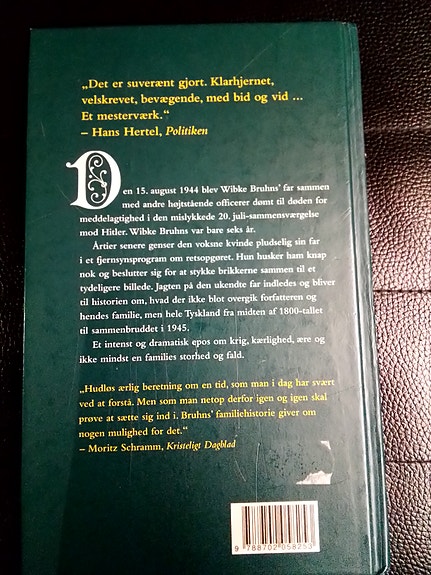 „Det er suverænt gjort. Klarhjernet,
velskrevet, bevægende, med bid og vid ...
Et mesterværk.“
– Hans Hertel, Politiken
Den 15. august 1944 blev Wibke Bruhns' far sammen
med andre højtstående officerer dømt til døden for
meddelagtighed i den mislykkede 20. juli-sammensværgelse
mod Hitler. Wibke Bruhns var bare seks år.
Årtier senere genser den voksne kvinde pludselig sin far
i et fjernsynsprogram om retsopgøret. Hun husker ham knap
nok og beslutter sig for at stykke brikkerne sammen til et
tydeligere billede. Jagten på den ukendte far indledes og bliver
til historien om, hvad der ikke blot overgik forfatteren og
hendes familie, men hele Tyskland fra midten af 1800-tallet
til sammenbruddet i 1945.
Et intenst og dramatisk epos om krig, kærlighed, ære og
ikke mindst en families storhed og fald.
„Hudløs ærlig beretning om en tid, som man i dag har svært
ved at forstå. Men som man netop derfor igen og igen skal
prøve at sætte sig ind i. Bruhns' familiehistorie giver om
nogen mulighed for det.“
– Moritz Schramm, Kristeligt Dagblad
9 788702 058253